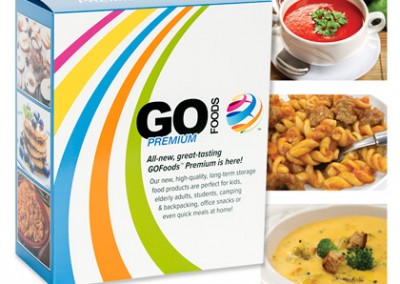 GO
FOODS
PREMIUM
All-new, great-tasting
GOFoods™ Premium is here!
Our new, high-quality, long-term storage
food products are perfect for kids,
elderly adults, students, camping
& backpacking, office snacks or
even quick meals at home!